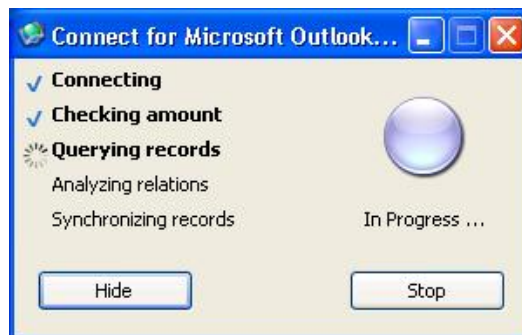 Connect for Microsoft Outlook...
Connecting
Checking amount
Querying records
Analyzing relations
Synchronizing records
In Progress ...
Hide
Stop